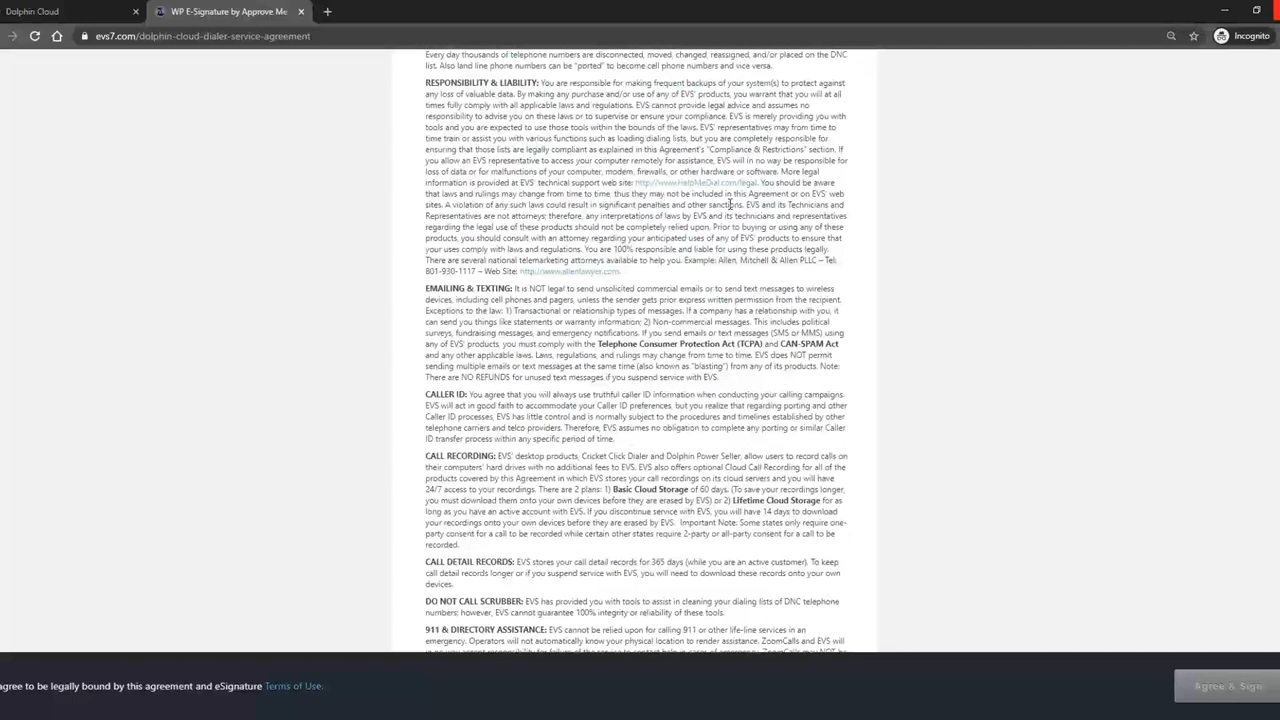 Dolphin Cloud
WP E-Signature by Approve Me
evs7.com/dolphin-cloud-dialer-service-agreement
Incognito
Every day thousands of telephone numbers are disconnected, moved, changed, reassigned, and/or placed on the DNC
list. Also land line phone numbers can be "ported" to become cell phone numbers and vice versa.
RESPONSIBILITY & LIABILITY: You are responsible for making frequent backups of your system(s) to protect against
any loss of valuable data. By making any purchase and/or use of any of EVS' products, you warrant that you will at all
times fully comply with all applicable laws and regulations. EVS cannot provide legal advice and assumes no
responsibility to advise you on these laws or to supervise or ensure your compliance. EVS is merely providing you with
tools and you are expected to use those tools within the bounds of the laws. EVS' representatives may from time to
time train or assist you with various functions such as loading dialing lists, but you are completely responsible for
ensuring that those lists are legally compliant as explained in this Agreement's "Compliance & Restrictions" section. If
you allow an EVS representative to access your computer remotely for assistance, EVS will in no way be responsible for
loss of data or for malfunctions of your computer, modem, firewalls, or other hardware or software. More legal
information is provided at EVS' technical support web site: http://www.HelpMeDial.com/legal. You should be aware
that laws and rulings may change from time to time, thus they may not be included in this Agreement or on EVS' web
sites. A violation of any such laws could result in significant penalties and other sanctions. EVS and its Technicians and
Representatives are not attorneys; therefore, any interpretations of laws by EVS and its technicians and representatives
regarding the legal use of these products should not be completely relied upon. Prior to buying or using any of these
products, you should consult with an attorney regarding your anticipated uses of any of EVS' products to ensure that
your uses comply with laws and regulations. You are 100% responsible and liable for using these products legally.
There are several national telemarketing attorneys available to help you. Example: Allen, Mitchell & Allen PLLC – Tel:
801-930-1117 – Web Site: http://www.allenlawyer.com.
EMAILING & TEXTING: It is NOT legal to send unsolicited commercial emails or to send text messages to wireless
devices, including cell phones and pagers, unless the sender gets prior express written permission from the recipient.
Exceptions to the law: 1) Transactional or relationship types of messages. If a company has a relationship with you, it
can send you things like statements or warranty information; 2) Non-commercial messages. This includes political
surveys, fundraising messages, and emergency notifications. If you send emails or text messages (SMS or MMS) using
any of EVS' products, you must comply with the Telephone Consumer Protection Act (TCPA) and CAN-SPAM Act
and any other applicable laws. Laws, regulations, and rulings may change from time to time. EVS does NOT permit
sending multiple emails or text messages at the same time (also known as "blasting") from any of its products. Note:
There are NO REFUNDS for unused text messages if you suspend service with EVS.
CALLER ID: You agree that you will always use truthful caller ID information when conducting your calling campaigns.
EVS will act in good faith to accommodate your Caller ID preferences, but you realize that regarding porting and other
Caller ID processes, EVS has little control and is normally subject to the procedures and timelines established by other
telephone carriers and telco providers. Therefore, EVS assumes no obligation to complete any porting or similar Caller
ID transfer process within any specific period of time.
CALL RECORDING: EVS' desktop products, Cricket Click Dialer and Dolphin Power Seller, allow users to record calls on
their computers' hard drives with no additional fees to EVS. EVS also offers optional Cloud Call Recording for all of the
products covered by this Agreement in which EVS stores your call recordings on its cloud servers and you will have
24/7 access to your recordings. There are 2 plans: 1) Basic Cloud Storage of 60 days. (To save your recordings longer,
you must download them onto your own devices before they are erased by EVS) or 2) Lifetime Cloud Storage for as
long as you have an active account with EVS. If you discontinue service with EVS, you will have 14 days to download
your recordings onto your own devices before they are erased by EVS. Important Note: Some states only require one-
party consent for a call to be recorded while certain other states require 2-party or all-party consent for a call to be
recorded.
CALL DETAIL RECORDS: EVS stores your call detail records for 365 days (while you are an active customer). To keep
call detail records longer or if you suspend service with EVS, you will need to download these records onto your own
devices.
DO NOT CALL SCRUBBER: EVS has provided you with tools to assist in cleaning your dialing lists of DNC telephone
numbers; however, EVS cannot guarantee 100% integrity or reliability of these tools.
911 & DIRECTORY ASSISTANCE: EVS cannot be relied upon for calling 911 or other life-line services in an
emergency. Operators will not automatically know your physical location to render assistance. ZoomCalls and EVS will
agree to be legally bound by this agreement and eSignature Terms of Use.
Agree & Sign